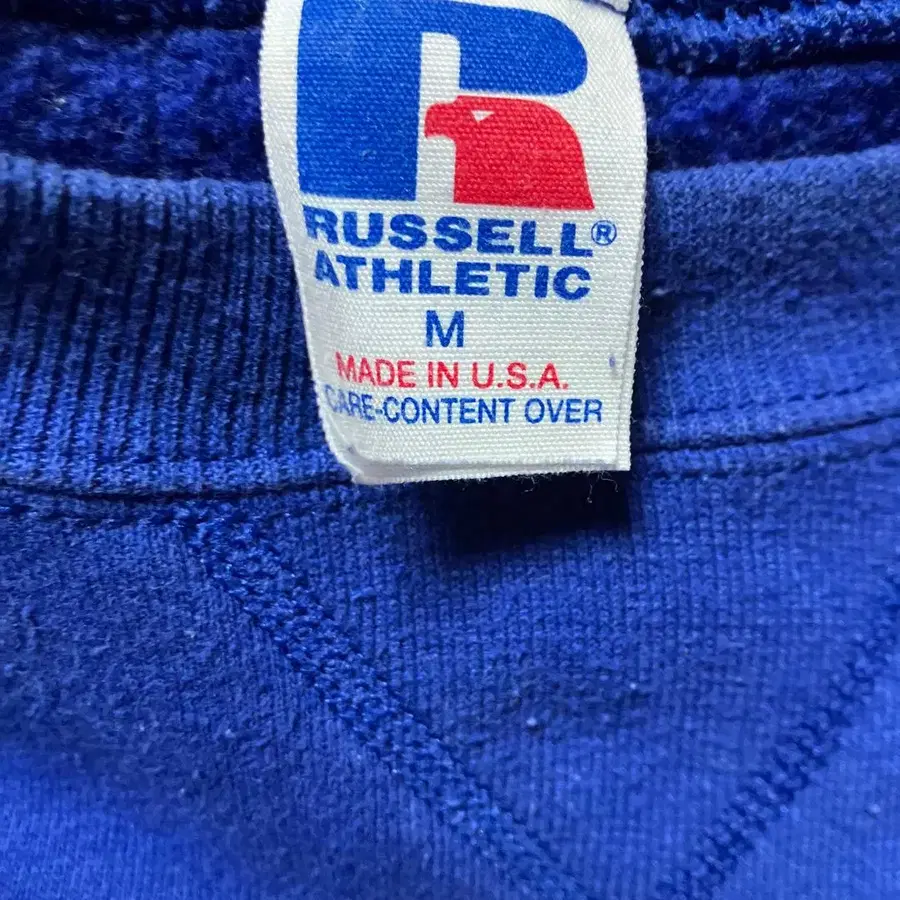 RUSSELL®
ATHLETIC
M
MADE IN U.S.A.
CARE-CONTENT OVER